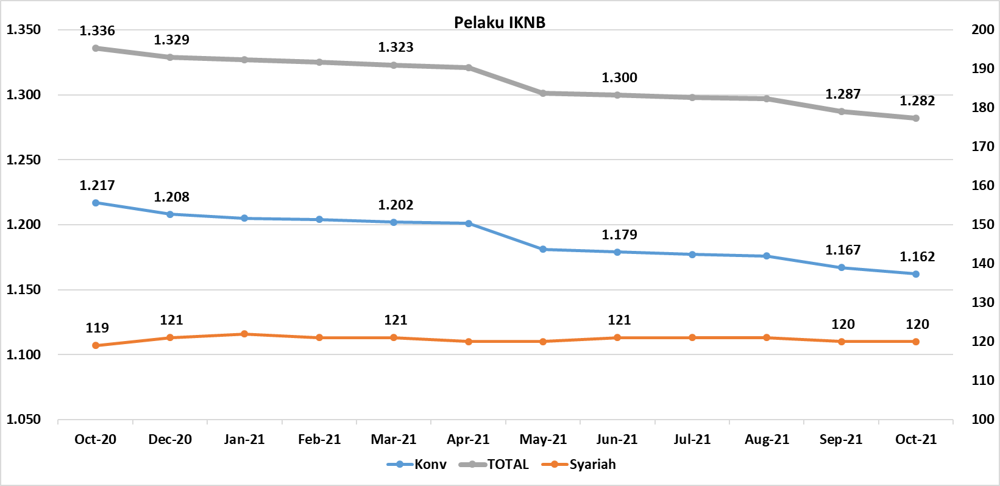 Pelaku IKNB
1.350 1.336 1.329 1.323 200
190
1.300 1.300 1.287 1.282
180
1.250 170
1.217 1.208 1.202 160
1.200 1.179 1.167 1.162 150
140
1.150 130
119 121 121 121 120 120
1.100 120
110
1.050 100
Oct-20 Dec-20 Jan-21 Feb-21 Mar-21 Apr-21 May-21 Jun-21 Jul-21 Aug-21 Sep-21 Oct-21
Konv TOTAL Syariah